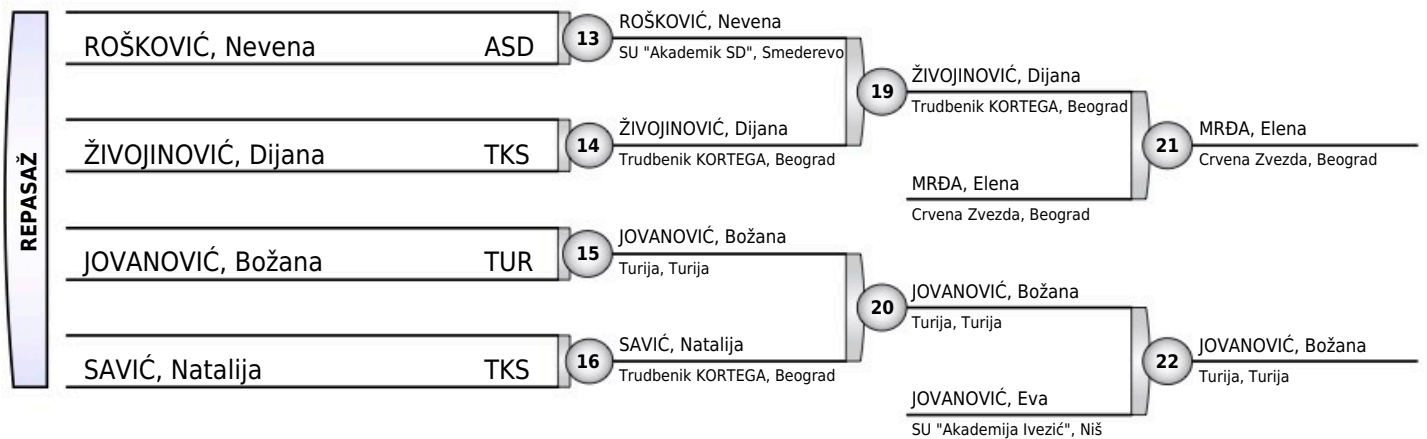 REPASAŽ
ROŠKOVIĆ, Nevena ASD
13
ROŠKOVIĆ, Nevena
SU "Akademik SD", Smederevo
ŽIVOJINOVIĆ, Dijana TKS
14
ŽIVOJINOVIĆ, Dijana
Trudbenik KORTEGA, Beograd
JOVANOVIĆ, Božana TUR
15
JOVANOVIĆ, Božana
Turija, Turija
SAVIĆ, Natalija TKS
16
SAVIĆ, Natalija
Trudbenik KORTEGA, Beograd
19
ŽIVOJINOVIĆ, Dijana
Trudbenik KORTEGA, Beograd
MRĐA, Elena
Crvena Zvezda, Beograd
20
JOVANOVIĆ, Božana
Turija, Turija
JOVANOVIĆ, Eva
SU "Akademija Ivezić", Niš
21
MRĐA, Elena
Crvena Zvezda, Beograd
22
JOVANOVIĆ, Božana
Turija, Turija